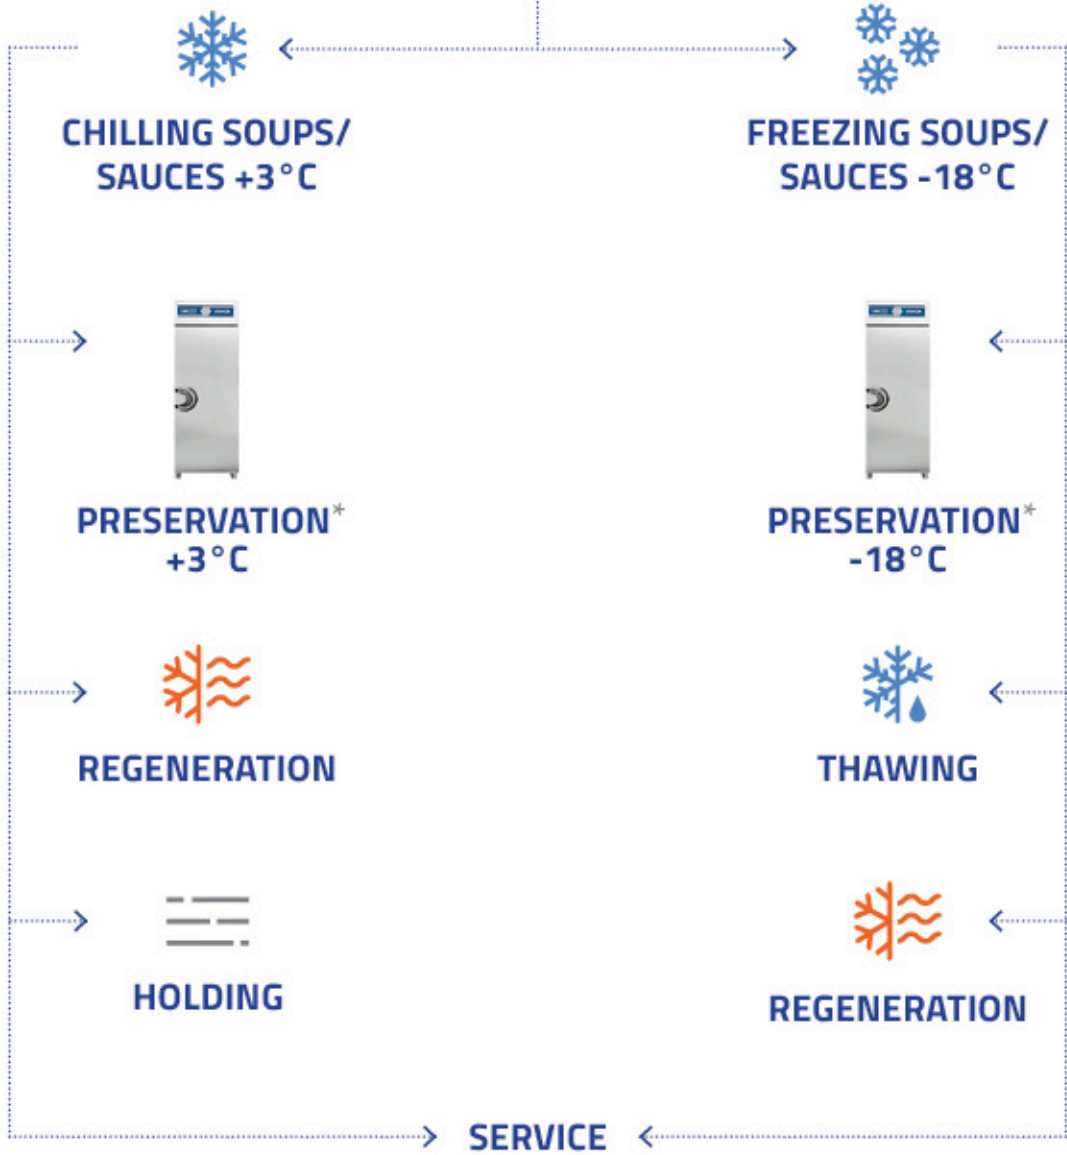 CHILLING SOUPS/
SAUCES +3°C
FREEZING SOUPS/
SAUCES -18°C
PRESERVATION*
+3°C
PRESERVATION*
-18°C
REGENERATION
THAWING
HOLDING
REGENERATION
SERVICE